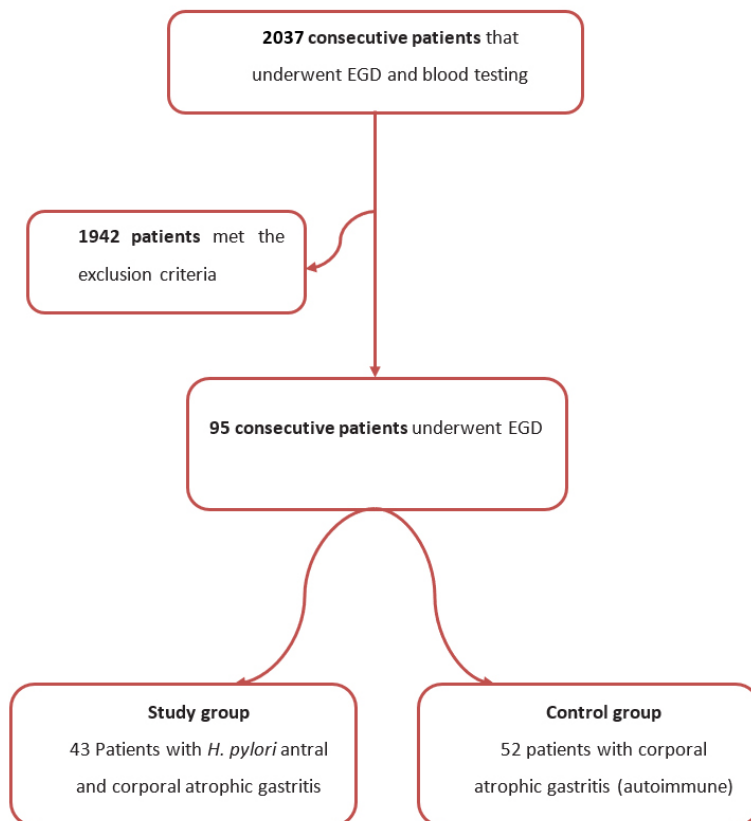 2037 consecutive patients that
underwent EGD and blood testing
1942 patients met the
exclusion criteria
95 consecutive patients underwent EGD
Study group
43 Patients with H. pylori antral
and corporal atrophic gastritis
Control group
52 patients with corporal
atrophic gastritis (autoimmune)